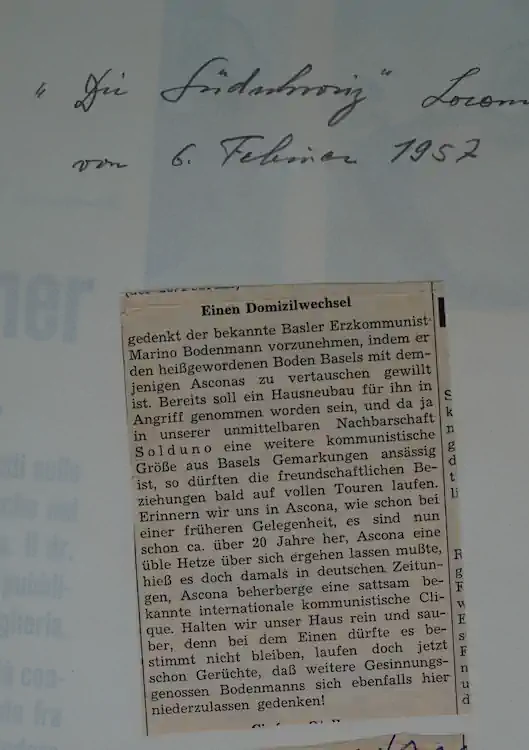 "Die Südschweiz" Locarn
von 6. Februar 1957
Einen Domizilwechsel
gedenkt der bekannte Basler Erzkommunist
Marino Bodenmann vorzunehmen, indem er
den heißgewordenen Boden Basels mit dem-
jenigen Asconas zu vertauschen gewillt
ist. Bereits soll ein Hausneubau für ihn in
Angriff genommen worden sein, und da ja
in unserer unmittelbaren Nachbarschaft
Solduno eine weitere kommunistische
Größe aus Basels Gemarkungen ansässig
ist, so dürften die freundschaftlichen Be-
ziehungen bald auf vollen Touren laufen.
Erinnern wir uns in Ascona, wie schon bei
einer früheren Gelegenheit, es sind nun
schon ca. über 20 Jahre her, Ascona eine
üble Hetze über sich ergehen lassen mußte,
hieß es doch damals in deutschen Zeitun-
gen, Ascona beherberge eine sattsam be-
kannte internationale kommunistische Cli-
que. Halten wir unser Haus rein und sau-
ber, denn bei dem Einen dürfte es be-
stimmt nicht bleiben, laufen doch jetzt
schon Gerüchte, daß weitere Gesinnungs-
genossen Bodenmanns sich ebenfalls hier
niederzulassen gedenken!